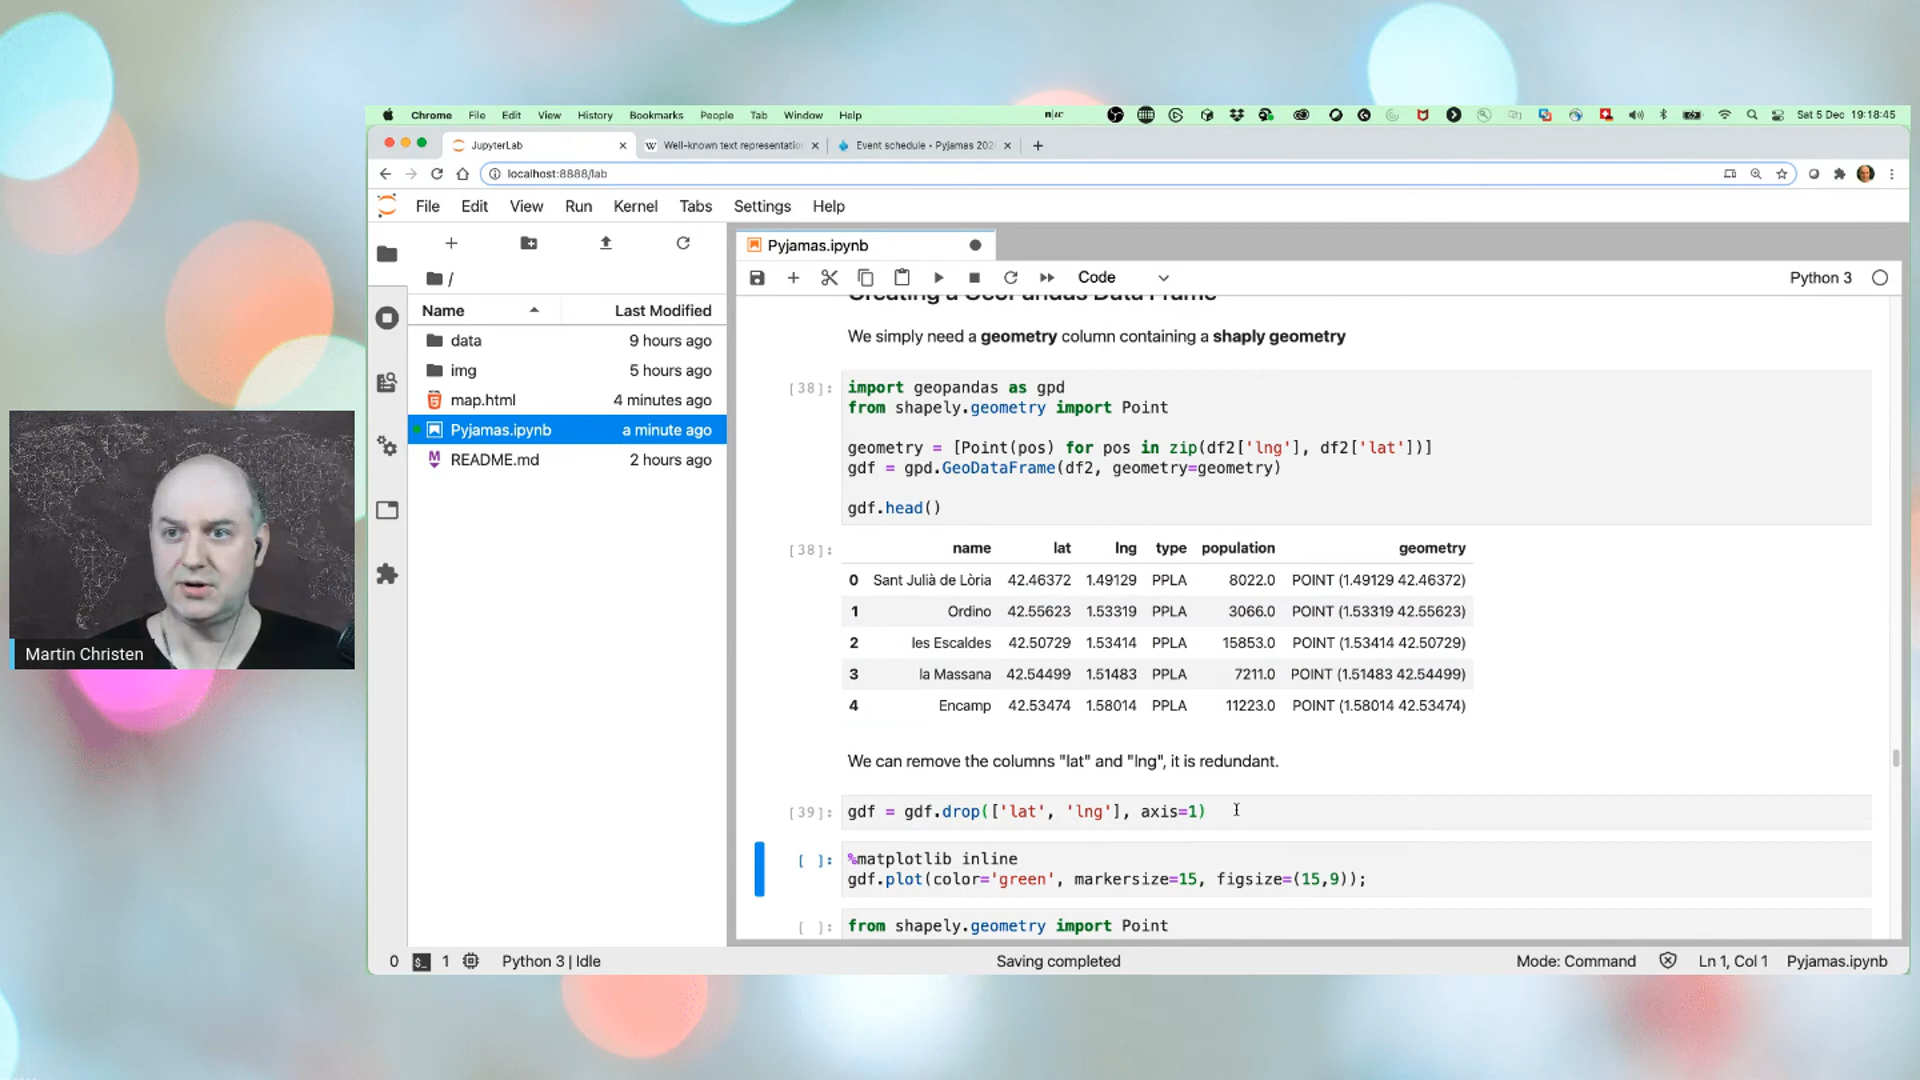 Chrome File Edit View History Bookmarks People Tab Window Help Sat 5 Dec 19:18:45
JupyterLab Well-known text representatio Event schedule • Pyjamas 202
localhost:8888/lab
File Edit View Run Kernel Tabs Settings Help
Pyjamas.ipynb
Code Python 3
/
Name Last Modified
data 9 hours ago
img 5 hours ago
map.html 4 minutes ago
Pyjamas.ipynb a minute ago
README.md 2 hours ago
Creating a GeoPandas Data Frame
We simply need a geometry column containing a shaply geometry
[38]: import geopandas as gpd
from shapely.geometry import Point
geometry = [Point(pos) for pos in zip(df2['lng'], df2['lat'])]
gdf = gpd.GeoDataFrame(df2, geometry=geometry)
gdf.head()
[38]: name lat lng type population geometry
0 Sant Julià de Lòria 42.46372 1.49129 PPLA 8022.0 POINT (1.49129 42.46372)
1 Ordino 42.55623 1.53319 PPLA 3066.0 POINT (1.53319 42.55623)
2 les Escaldes 42.50729 1.53414 PPLA 15853.0 POINT (1.53414 42.50729)
3 la Massana 42.54499 1.51483 PPLA 7211.0 POINT (1.51483 42.54499)
4 Encamp 42.53474 1.58014 PPLA 11223.0 POINT (1.58014 42.53474)
We can remove the columns "lat" and "lng", it is redundant.
[39]: gdf = gdf.drop(['lat', 'lng'], axis=1)
[ ]: %matplotlib inline
gdf.plot(color='green', markersize=15, figsize=(15,9));
[ ]: from shapely.geometry import Point
0 $_ 1 Python 3 | Idle Saving completed Mode: Command Ln 1, Col 1 Pyjamas.ipynb
Martin Christen